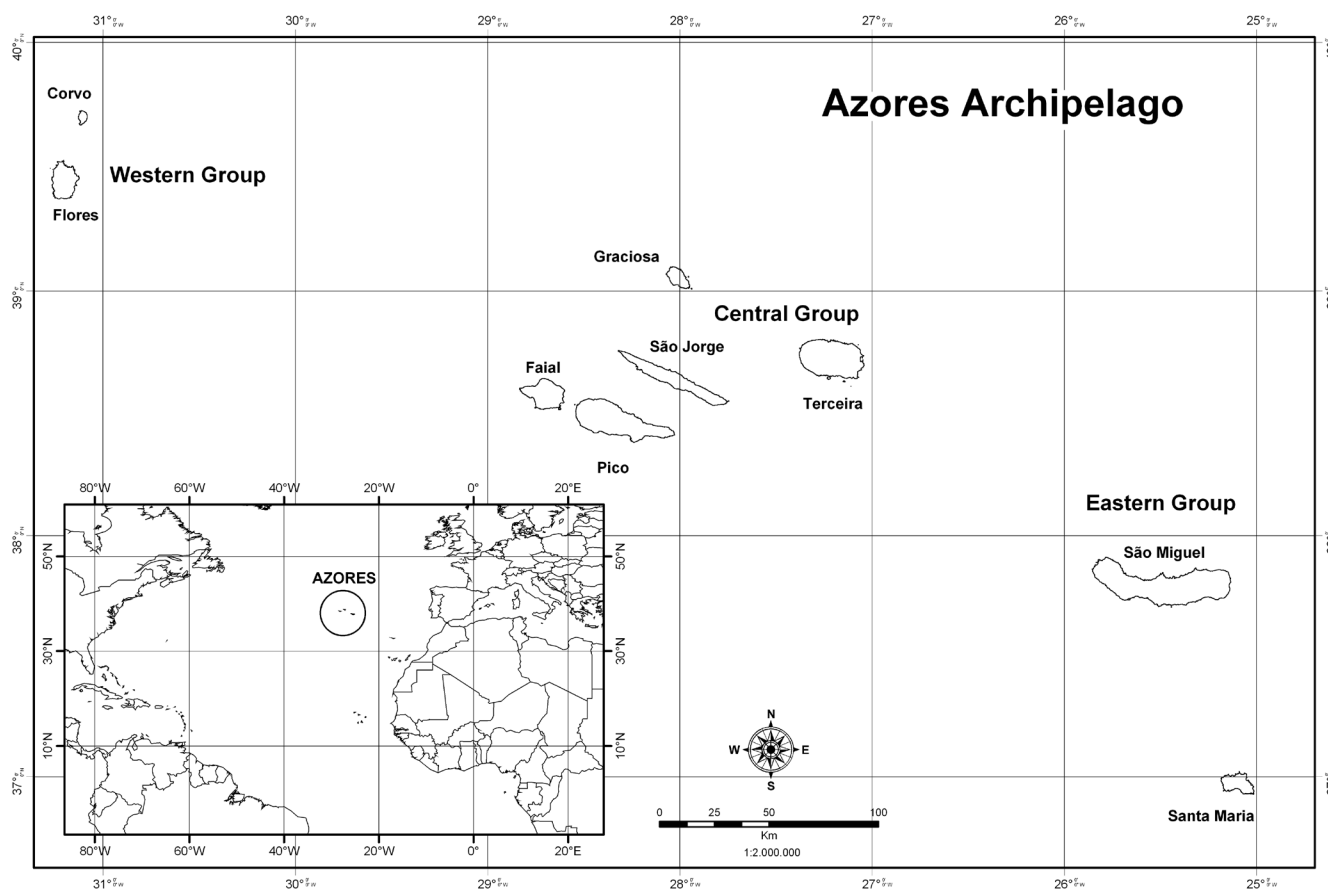 31° 30° 29° 28° 27° 26° 25°
40°
Corvo
Azores Archipelago
Western Group
Flores
Graciosa
39°
Central Group
São Jorge
Faial
Terceira
Pico
80°W 60°W 40°W 20°W 0° 20°E
Eastern Group
38°
São Miguel
50°N 50°N
AZORES
30°N 30°N
10°N 10°N
N
W E
S
37°
0 25 50 100
Km
1:2.000.000
Santa Maria
80°W 60°W 40°W 20°W 0° 20°E
31° 30° 29° 28° 27° 26° 25°